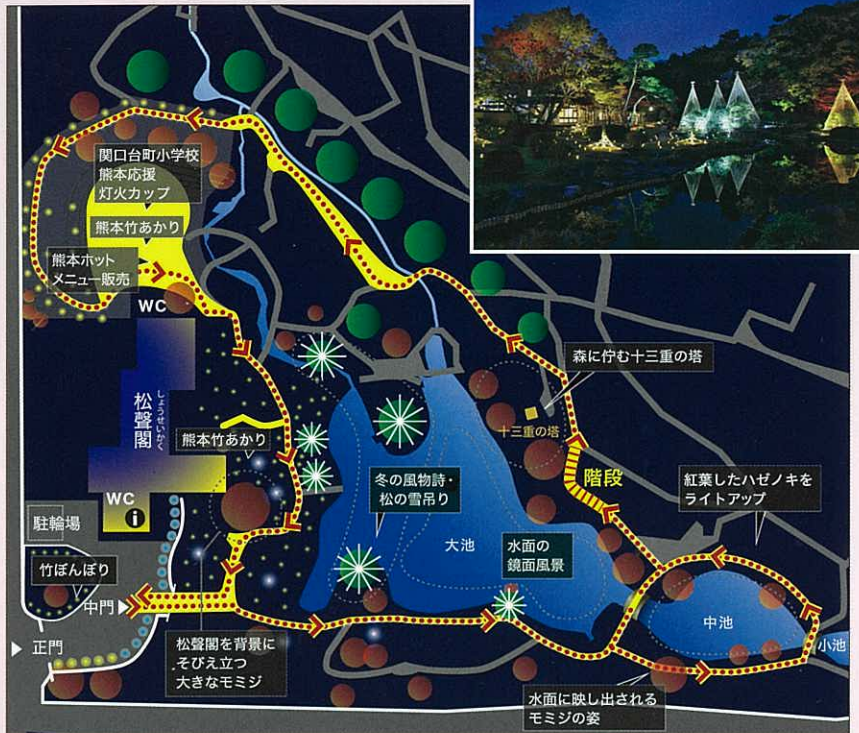 関口台町小学校
熊本応援
灯火カップ
熊本竹あかり
熊本ホット
メニュー販売
WC
松聲閣
しょうせいかく
熊本竹あかり
WC
i
駐輪場
竹ぼんぼり
中門
正門
松聲閣を背景に
そびえ立つ
大きなモミジ
冬の風物詩・
松の雪吊り
大池
水面の
鏡面風景
森に佇む十三重の塔
十三重の塔
階段
紅葉したハゼノキを
ライトアップ
中池
小池
水面に映し出される
モミジの姿